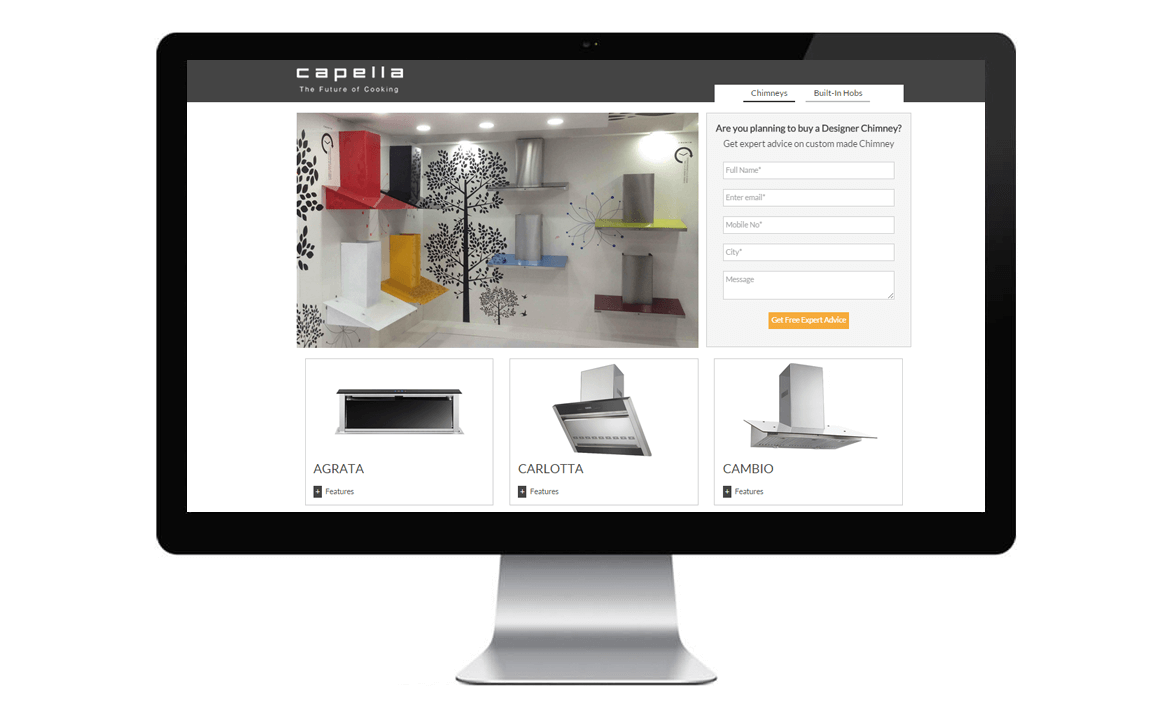 capella
The Future of Cooking
Chimneys
Built-In Hobs
Are you planning to buy a Designer Chimney?
Get expert advice on custom made Chimney
Full Name*
Enter email*
Mobile No*
City*
Message
Get Free Expert Advice
AGRATA
+ Features
CARLOTTA
+ Features
CAMBIO
+ Features